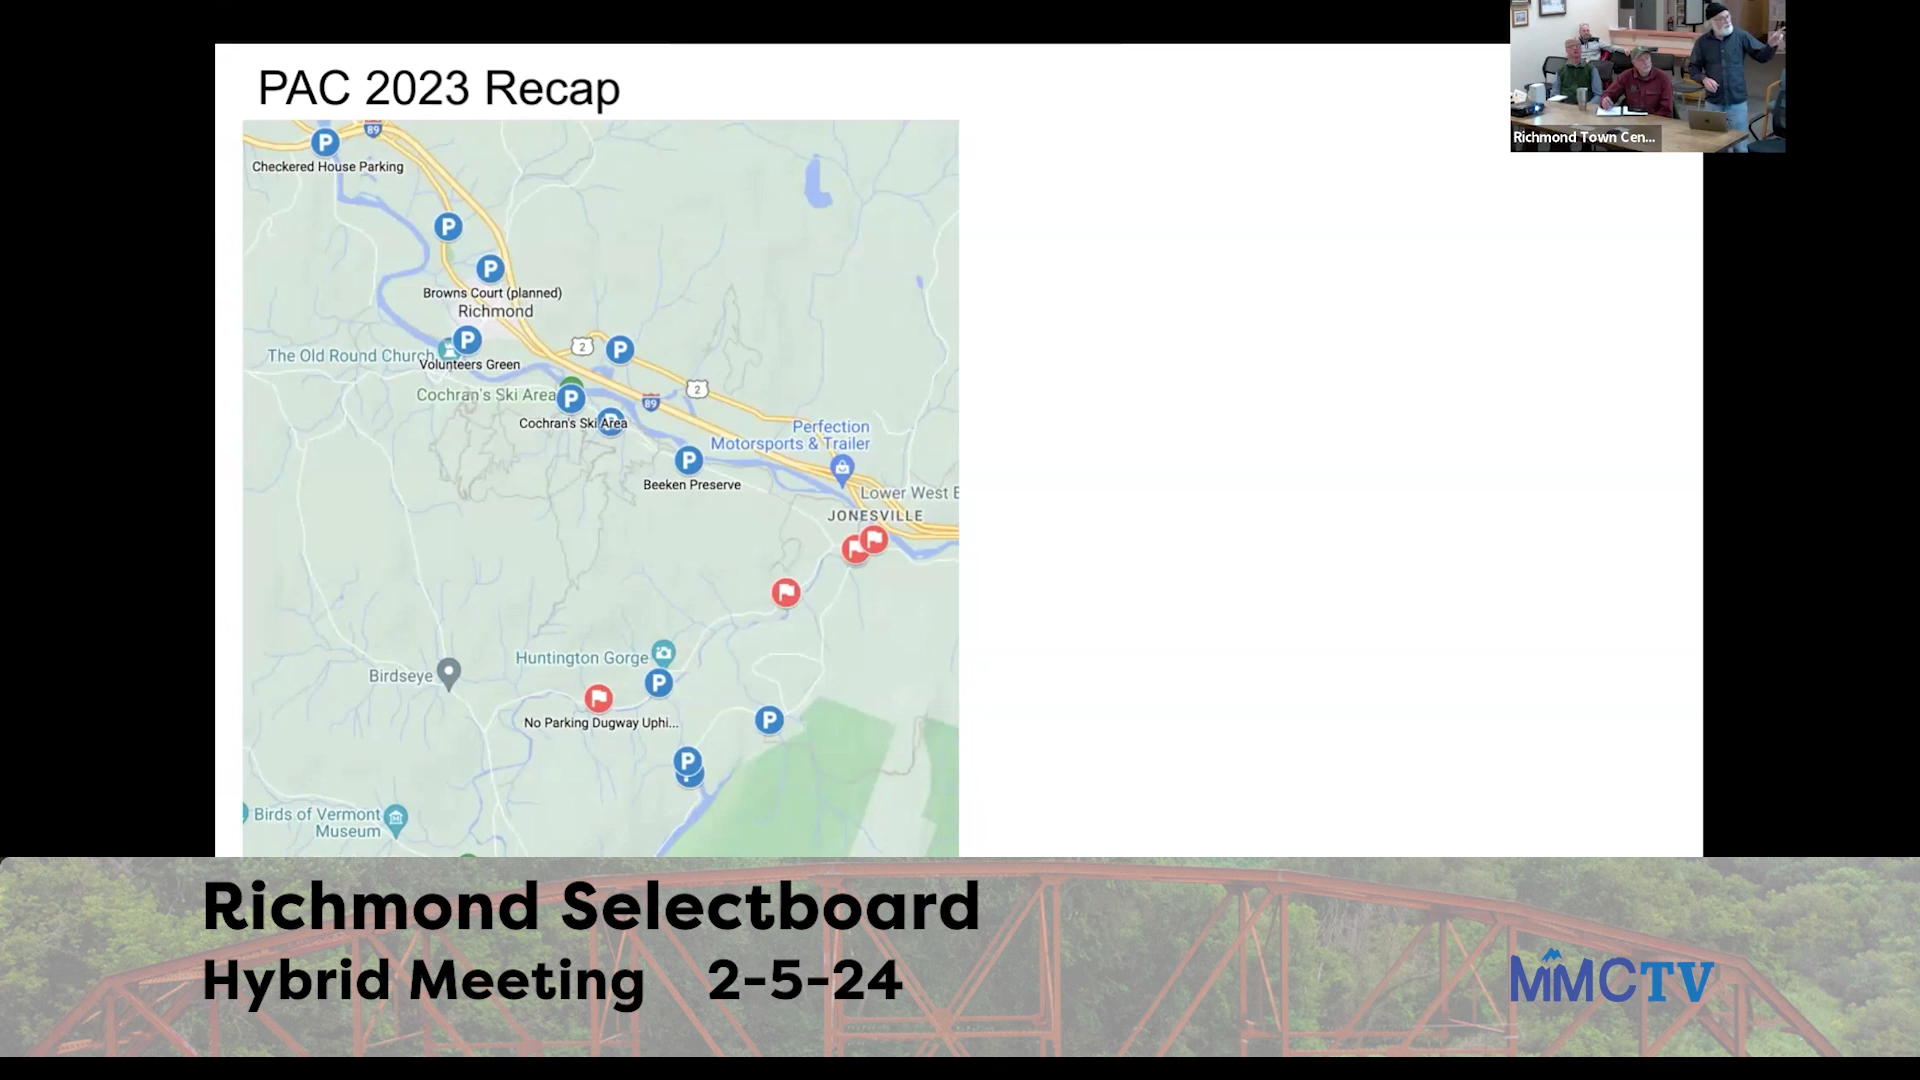 PAC 2023 Recap
89
P
Checkered House Parking
P
P
Browns Court (planned)
Richmond
The Old Round Church
P
Volunteers Green
2
P
Cochran's Ski Area
P
89
2
Cochran's Ski Area
Perfection
Motorsports & Trailer
P
Beeken Preserve
Lower West
JONESVILLE
Huntington Gorge
P
Birdseye
No Parking Dugway Uphi...
P
P
Birds of Vermont
Museum
Richmond Town Cen...
Richmond Selectboard
Hybrid Meeting 2-5-24
MMCTV